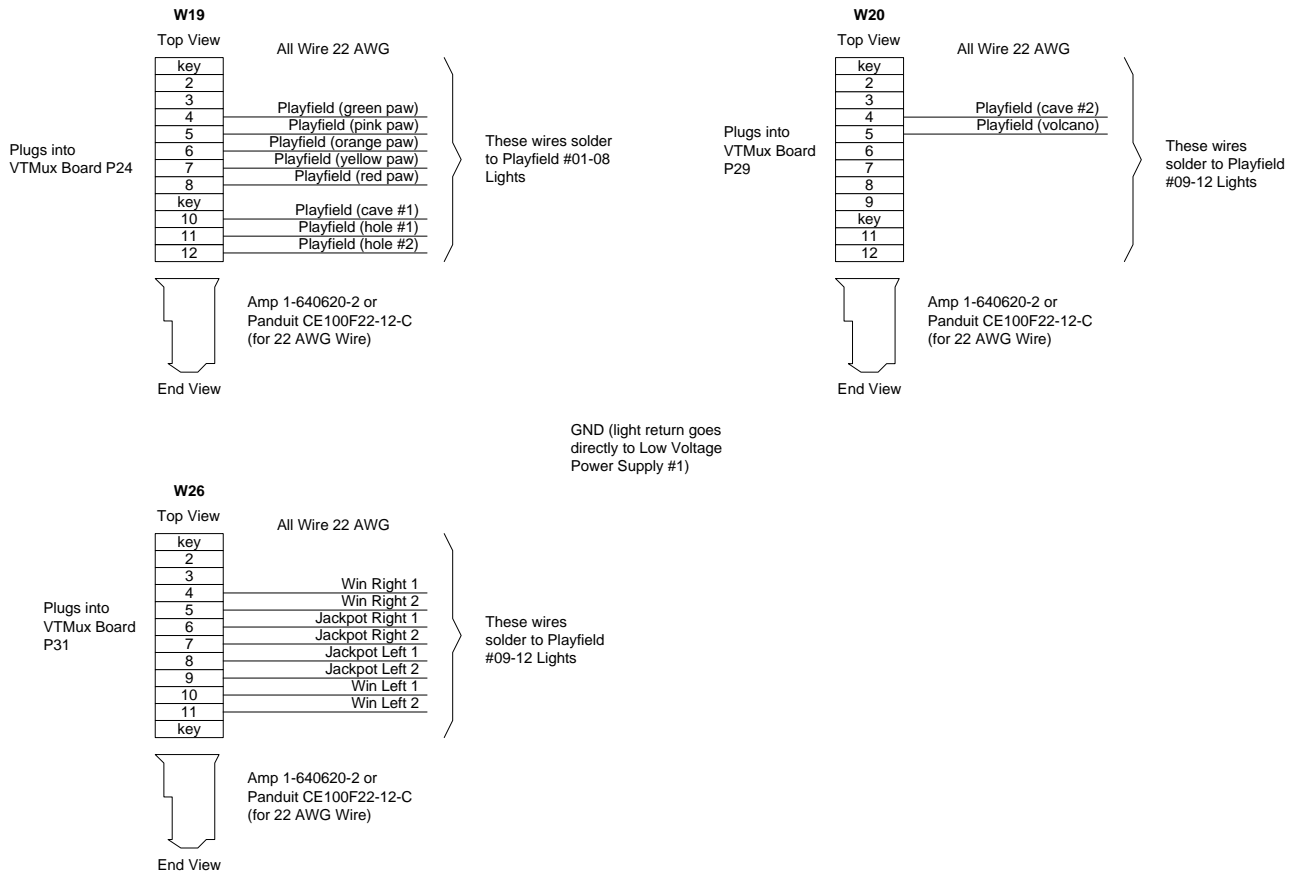 W19
Top View
All Wire 22 AWG
key
2
3
4
5
6
7
8
key
10
11
12
Playfield (green paw)
Playfield (pink paw)
Playfield (orange paw)
Playfield (yellow paw)
Playfield (red paw)
Playfield (cave #1)
Playfield (hole #1)
Playfield (hole #2)
Plugs into
VTMux Board P24
These wires solder
to Playfield #01-08
Lights
Amp 1-640620-2 or
Panduit CE100F22-12-C
(for 22 AWG Wire)
End View
W20
Top View
All Wire 22 AWG
key
2
3
4
5
6
7
8
9
key
11
12
Playfield (cave #2)
Playfield (volcano)
Plugs into
VTMux Board
P29
These wires
solder to Playfield
#09-12 Lights
Amp 1-640620-2 or
Panduit CE100F22-12-C
(for 22 AWG Wire)
End View
GND (light return goes
directly to Low Voltage
Power Supply #1)
W26
Top View
All Wire 22 AWG
key
2
3
4
5
6
7
8
9
10
11
key
Win Right 1
Win Right 2
Jackpot Right 1
Jackpot Right 2
Jackpot Left 1
Jackpot Left 2
Win Left 1
Win Left 2
Plugs into
VTMux Board
P31
These wires
solder to Playfield
#09-12 Lights
Amp 1-640620-2 or
Panduit CE100F22-12-C
(for 22 AWG Wire)
End View